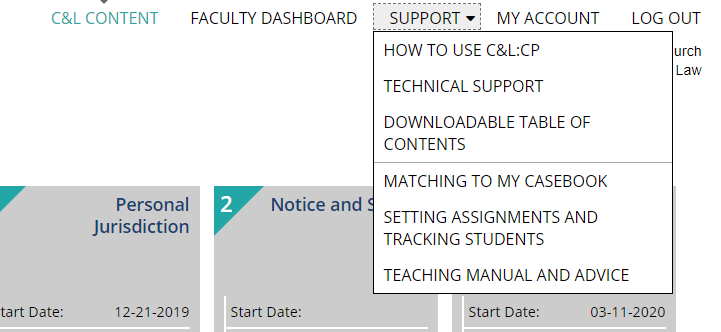 C&L CONTENT FACULTY DASHBOARD SUPPORT MY ACCOUNT LOG OUT
HOW TO USE C&L:CP
TECHNICAL SUPPORT
DOWNLOADABLE TABLE OF
CONTENTS
MATCHING TO MY CASEBOOK
SETTING ASSIGNMENTS AND
TRACKING STUDENTS
TEACHING MANUAL AND ADVICE
urch
Law
Personal
Jurisdiction
2 Notice and S
tart Date: 12-21-2019
Start Date:
Start Date: 03-11-2020